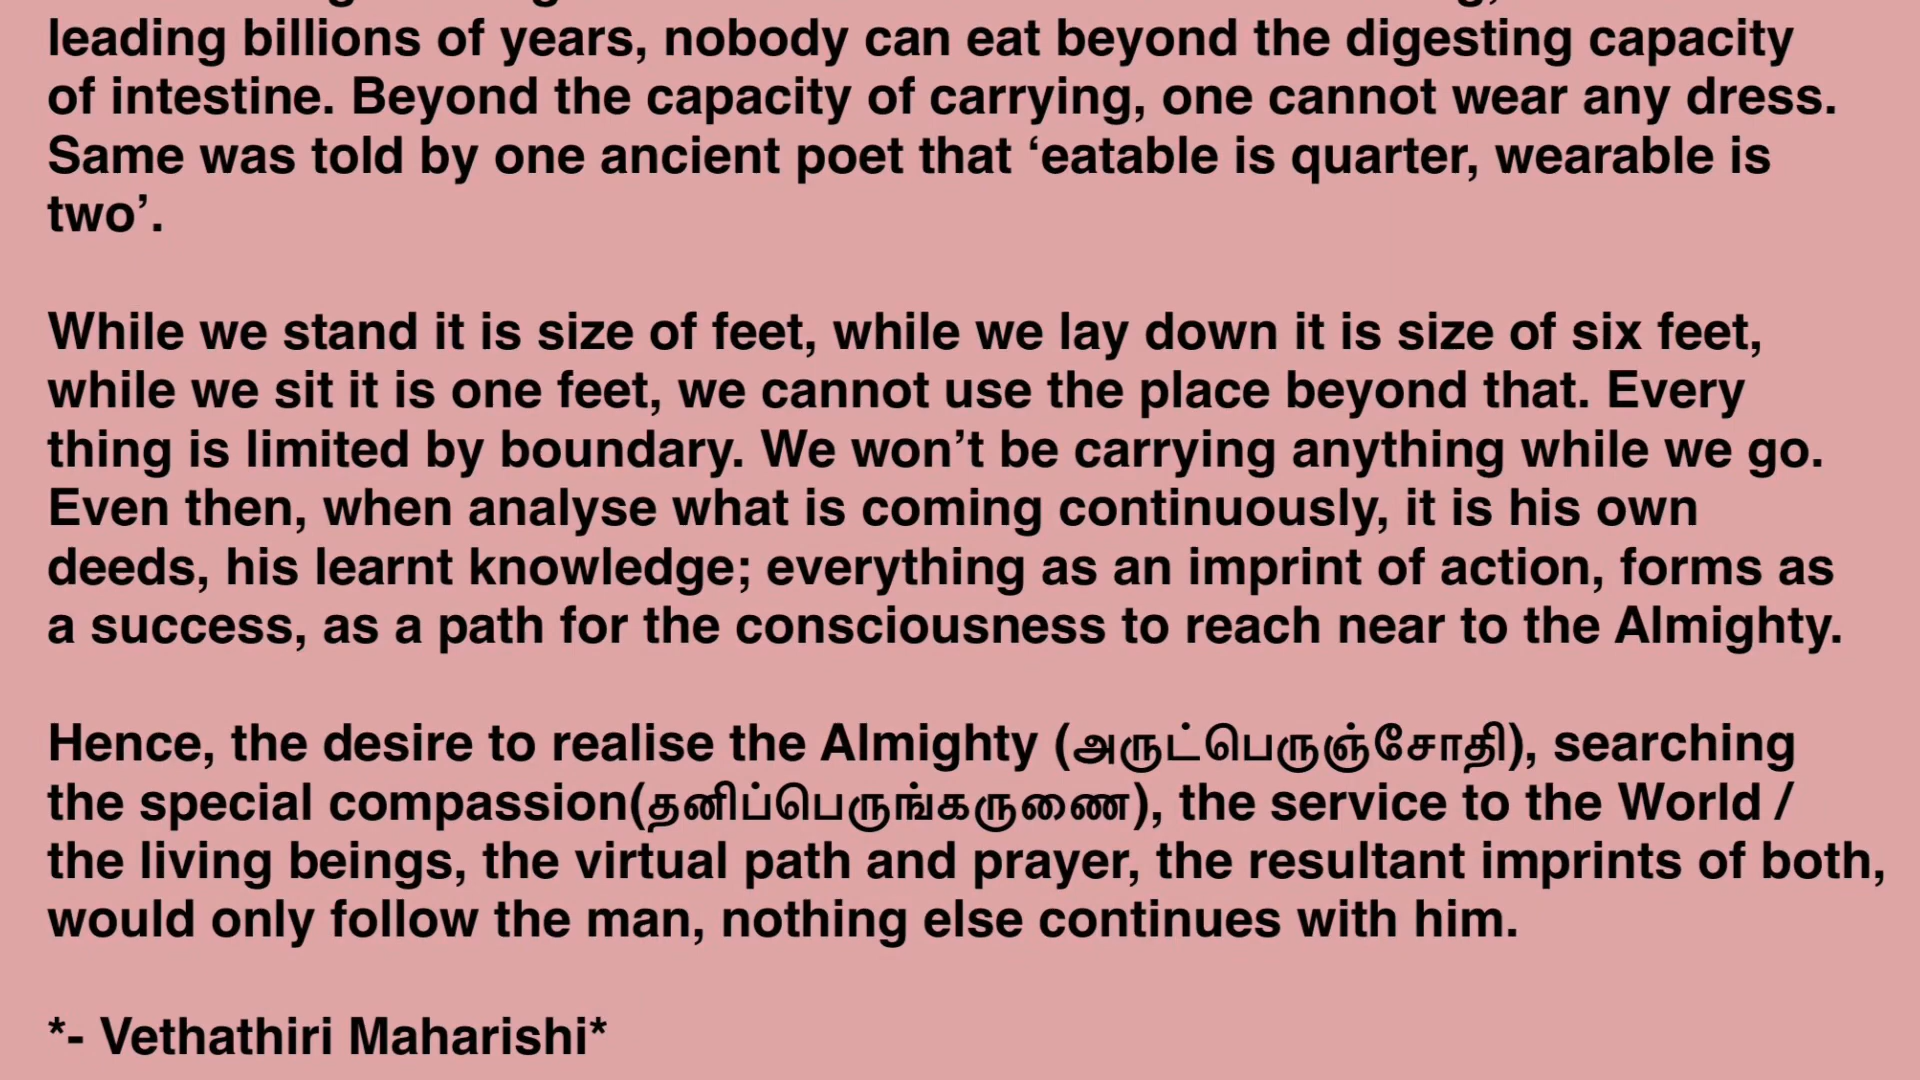 leading billions of years, nobody can eat beyond the digesting capacity
of intestine. Beyond the capacity of carrying, one cannot wear any dress.
Same was told by one ancient poet that ‘eatable is quarter, wearable is
two’.
While we stand it is size of feet, while we lay down it is size of six feet,
while we sit it is one feet, we cannot use the place beyond that. Every
thing is limited by boundary. We won’t be carrying anything while we go.
Even then, when analyse what is coming continuously, it is his own
deeds, his learnt knowledge; everything as an imprint of action, forms as
a success, as a path for the consciousness to reach near to the Almighty.
Hence, the desire to realise the Almighty (அருட்பெருஞ்சோதி), searching
the special compassion(தனிப்பெருங்கருணை), the service to the World /
the living beings, the virtual path and prayer, the resultant imprints of both,
would only follow the man, nothing else continues with him.
*- Vethathiri Maharishi*